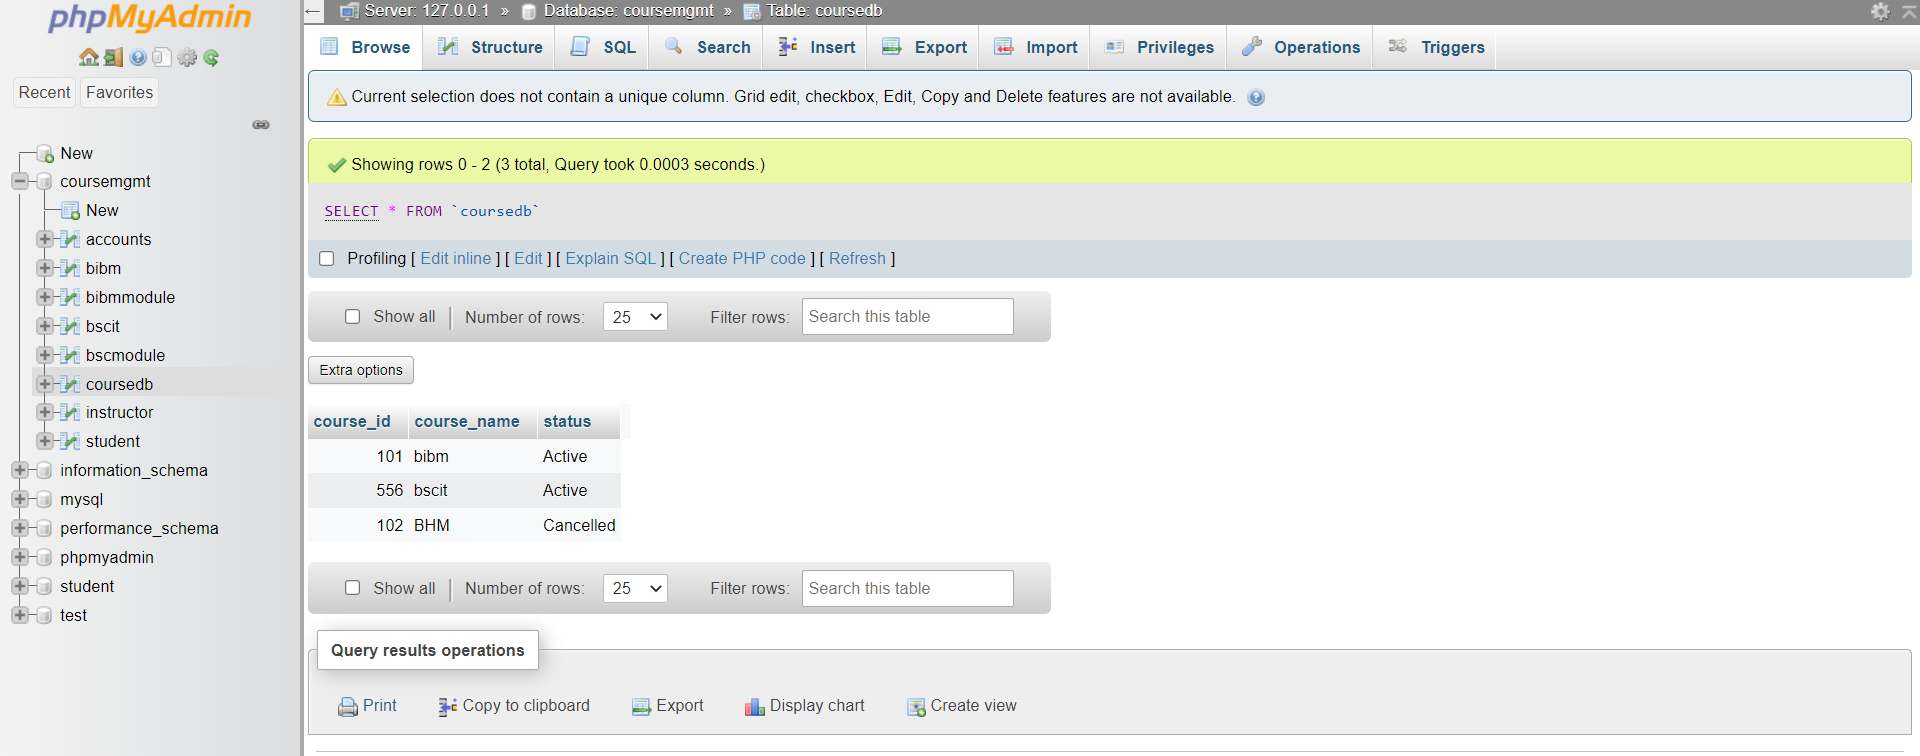 phpMyAdmin
Recent Favorites
New
coursemgmt
New
accounts
bibm
bibmmodule
bscit
bscmodule
coursedb
instructor
student
information_schema
mysql
performance_schema
phpmyadmin
student
test
Server: 127.0.0.1 » Database: coursemgmt » Table: coursedb
Browse Structure SQL Search Insert Export Import Privileges Operations Triggers
Current selection does not contain a unique column. Grid edit, checkbox, Edit, Copy and Delete features are not available.
Showing rows 0 - 2 (3 total, Query took 0.0003 seconds.)
SELECT * FROM `coursedb`
Profiling [ Edit inline ] [ Edit ] [ Explain SQL ] [ Create PHP code ] [ Refresh ]
Show all | Number of rows: 25 Filter rows: Search this table
Extra options
course_id course_name status
101 bibm Active
556 bscit Active
102 BHM Cancelled
Show all | Number of rows: 25 Filter rows: Search this table
Query results operations
Print Copy to clipboard Export Display chart Create view